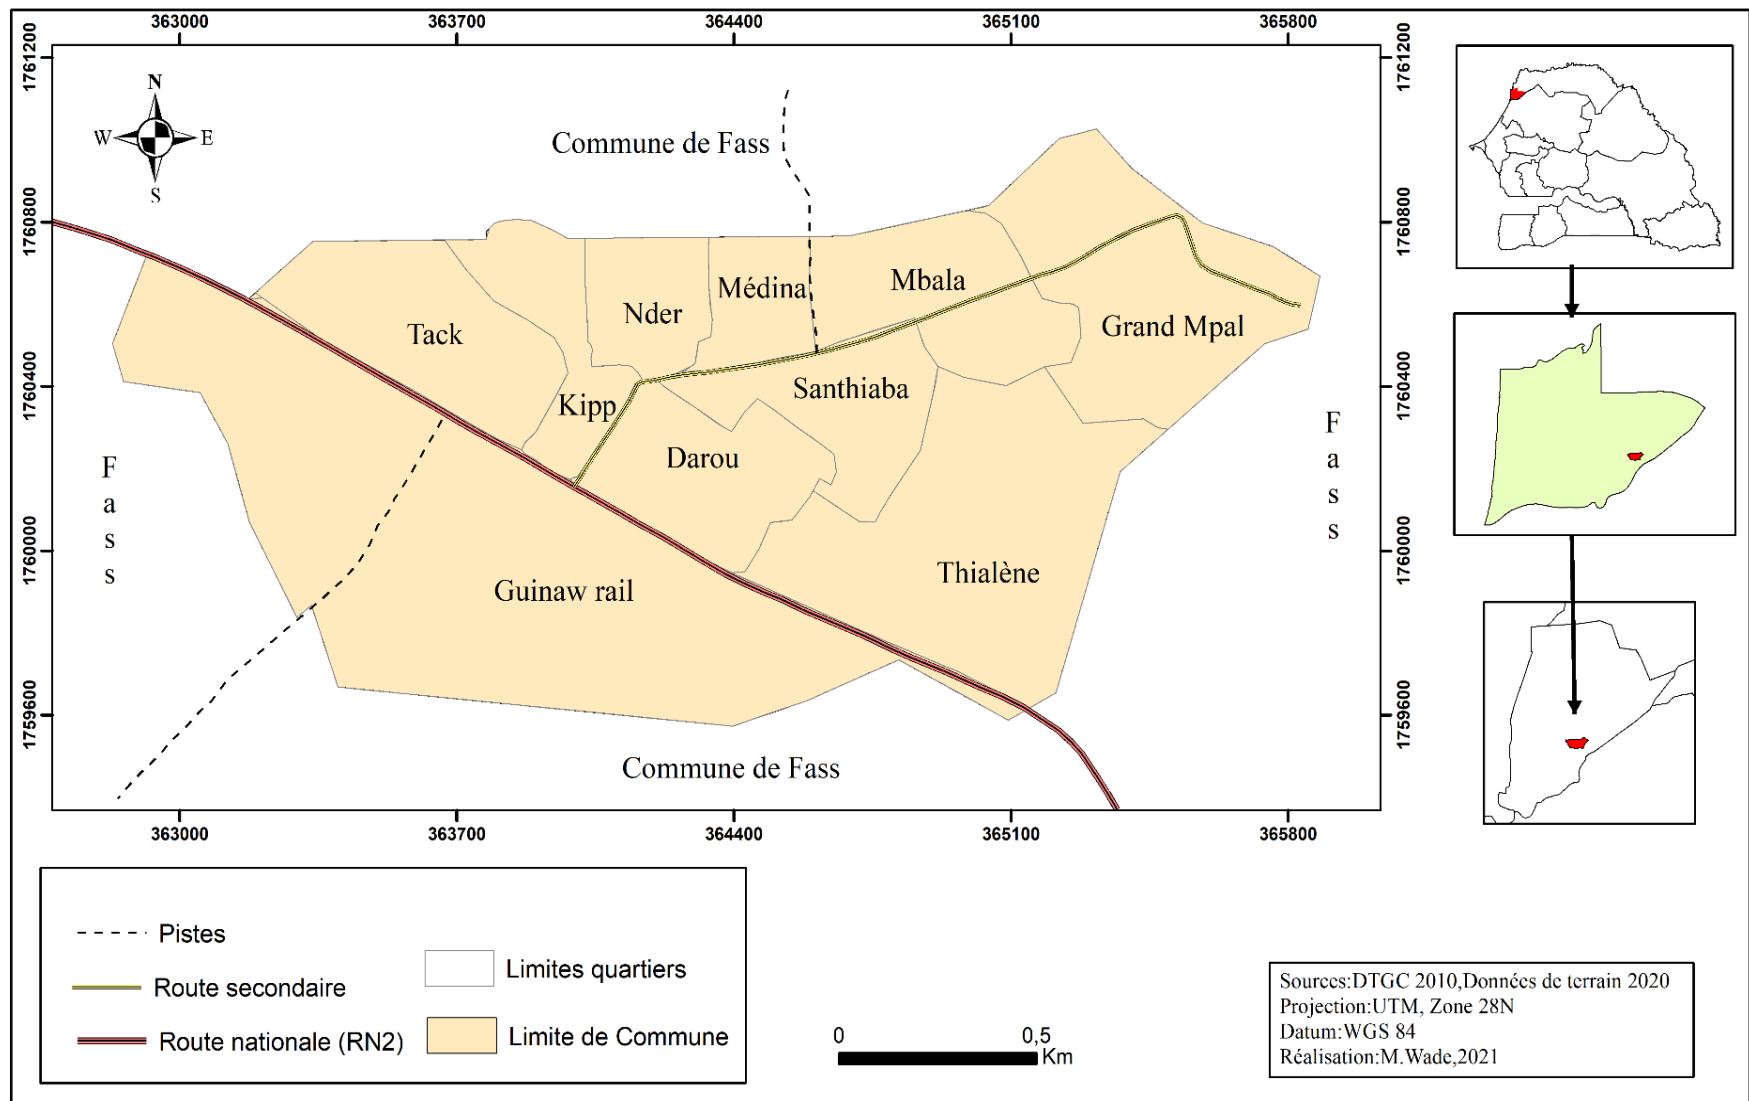 363000 363700 364400 365100 365800
1761200 1761200
N
W E
S
Commune de Fass
1760800 1760800
Médina
Mbala
Nder
Tack
Grand Mpal
1760400 1760400
Santhiaba
Kipp
Darou
F
a
s
s
F
a
s
s
1760000 1760000
Thialène
Guinaw rail
1759600 1759600
Commune de Fass
363000 363700 364400 365100 365800
Pistes
Route secondaire
Route nationale (RN2)
Limites quartiers
Limite de Commune
0 0,5
Km
Sources:DTGC 2010,Données de terrain 2020
Projection:UTM, Zone 28N
Datum:WGS 84
Réalisation:M.Wade,2021